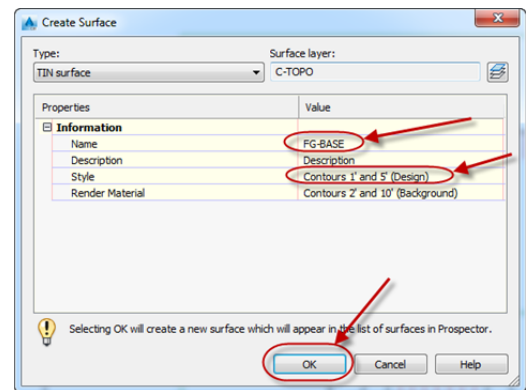 Create Surface
Type: Surface layer:
TIN surface C-TOPO
Properties Value
Information
Name FG-BASE
Description Description
Style Contours 1' and 5' (Design)
Render Material Contours 2' and 10' (Background)
Selecting OK will create a new surface which will appear in the list of surfaces in Prospector.
OK Cancel Help